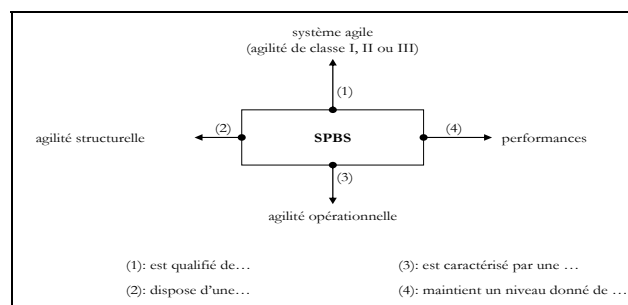 système agile
(agilité de classe I, II ou III)
(1)
agilité structurelle
(2)
SPBS
(4)
performances
(3)
agilité opérationnelle
(1): est qualifié de…
(3): est caractérisé par une …
(2): dispose d'une…
(4): maintient un niveau donné de …